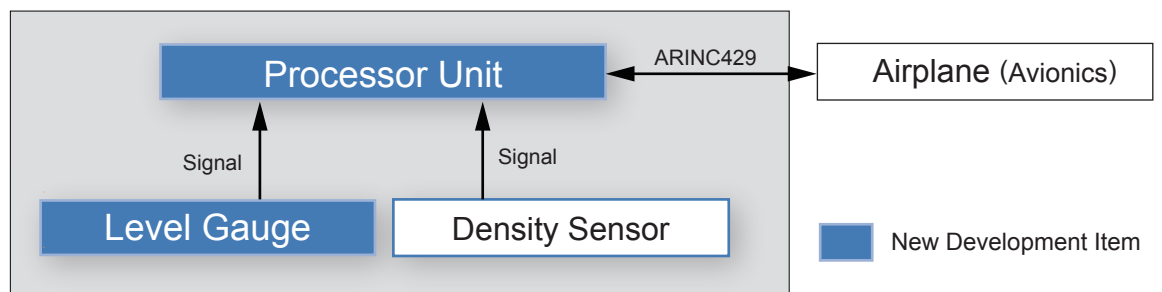 Processor Unit
ARINC429
Airplane (Avionics)
Signal
Signal
Level Gauge
Density Sensor
New Development Item